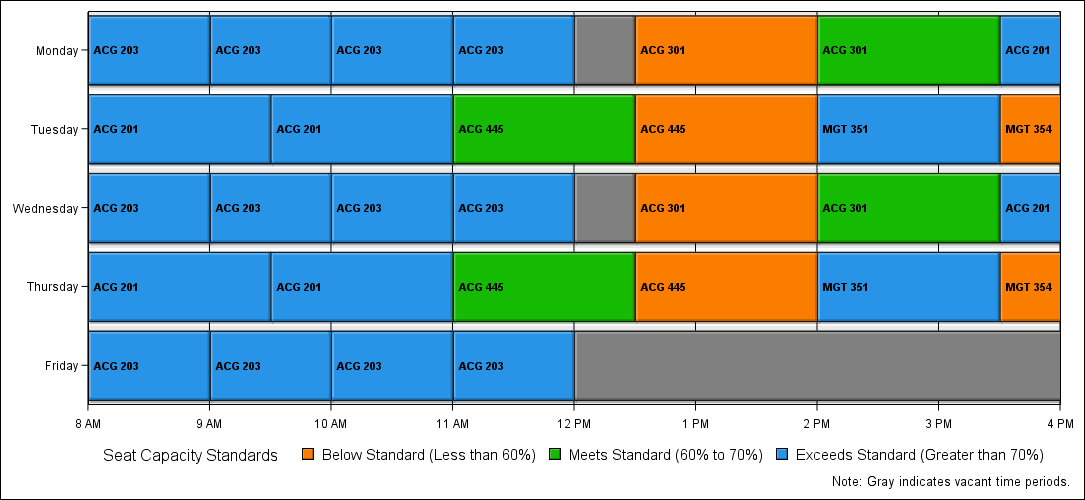 Monday ACG 203 ACG 203 ACG 203 ACG 203 ACG 301 ACG 301 ACG 201
Tuesday ACG 201 ACG 201 ACG 445 ACG 445 MGT 351 MGT 354
Wednesday ACG 203 ACG 203 ACG 203 ACG 203 ACG 301 ACG 301 ACG 201
Thursday ACG 201 ACG 201 ACG 445 ACG 445 MGT 351 MGT 354
Friday ACG 203 ACG 203 ACG 203 ACG 203
8 AM 9 AM 10 AM 11 AM 12 PM 1 PM 2 PM 3 PM 4 PM
Seat Capacity Standards Below Standard (Less than 60%) Meets Standard (60% to 70%) Exceeds Standard (Greater than 70%)
Note: Gray indicates vacant time periods.